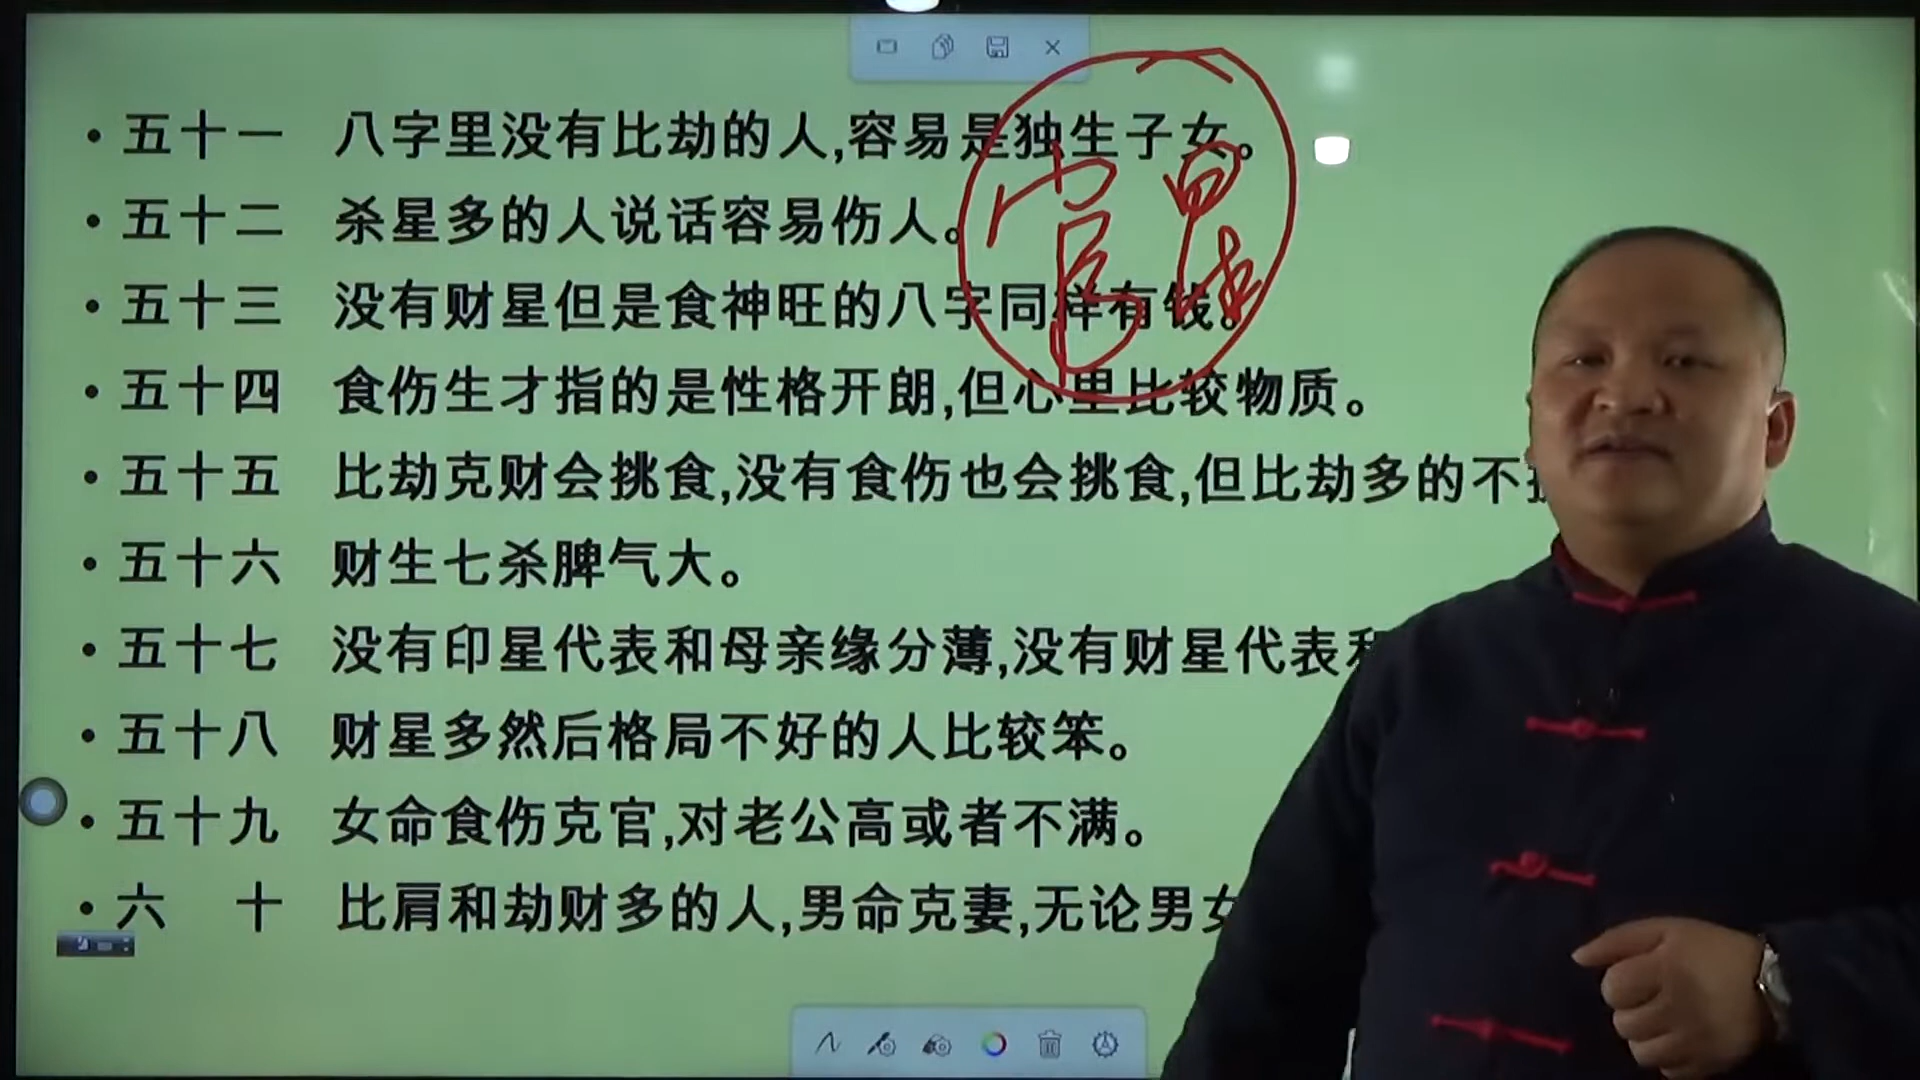 五十一 八字里没有比劫的人,容易是独生子女。
五十二 杀星多的人说话容易伤人。
五十三 没有财星但是食神旺的八字同样有钱。
五十四 食伤生才指的是性格开朗,但心里比较物质。
五十五 比劫克财会挑食,没有食伤也会挑食,但比劫多的不
五十六 财生七杀脾气大。
五十七 没有印星代表和母亲缘分薄,没有财星代表
五十八 财星多然后格局不好的人比较笨。
五十九 女命食伤克官,对老公高或者不满。
六十 比肩和劫财多的人,男命克妻,无论男女
官星